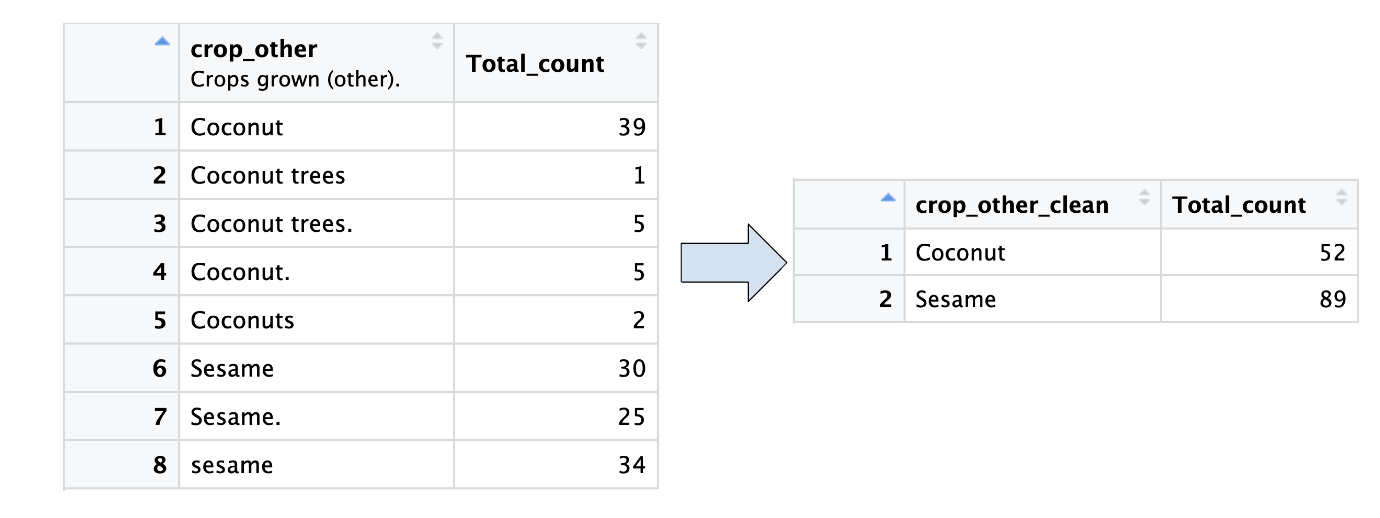 crop_other Total_count
Crops grown (other).
1 Coconut 39
2 Coconut trees 1
3 Coconut trees. 5
4 Coconut. 5
5 Coconuts 2
6 Sesame 30
7 Sesame. 25
8 sesame 34
crop_other_clean Total_count
1 Coconut 52
2 Sesame 89